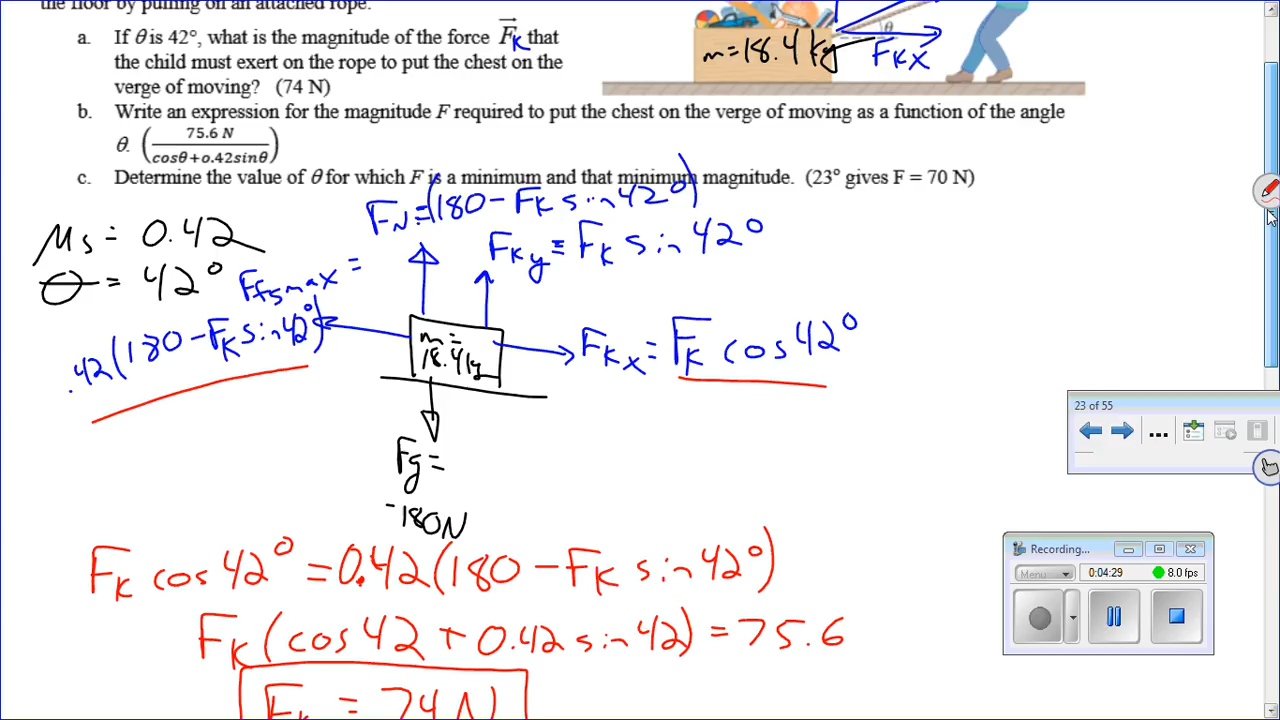 the floor by pulling on an attached rope.
a. If θ is 42°, what is the magnitude of the force F⃗K that
the child must exert on the rope to put the chest on the
verge of moving? (74 N)
b. Write an expression for the magnitude F required to put the chest on the verge of moving as a function of the angle
θ. (75.6 N / cosθ+0.42sinθ)
c. Determine the value of θ for which F is a minimum and that minimum magnitude. (23° gives F = 70 N)
θ
m=18.4 kg
FKx
μs = 0.42
θ = 42°
FN = (180 - FK sin 42°)
FKy = FK sin 42°
Ffs max =
.42(180 - FK sin 42°)
m = 18.4 kg
FKx = FK cos 42°
Fg =
-180N
FK cos 42° = 0.42(180 - FK sin 42°)
FK(cos 42 + 0.42 sin 42) = 75.6
FK = 74 N
23 of 55
Recording...
Menu
0:04:29
8.0 fps